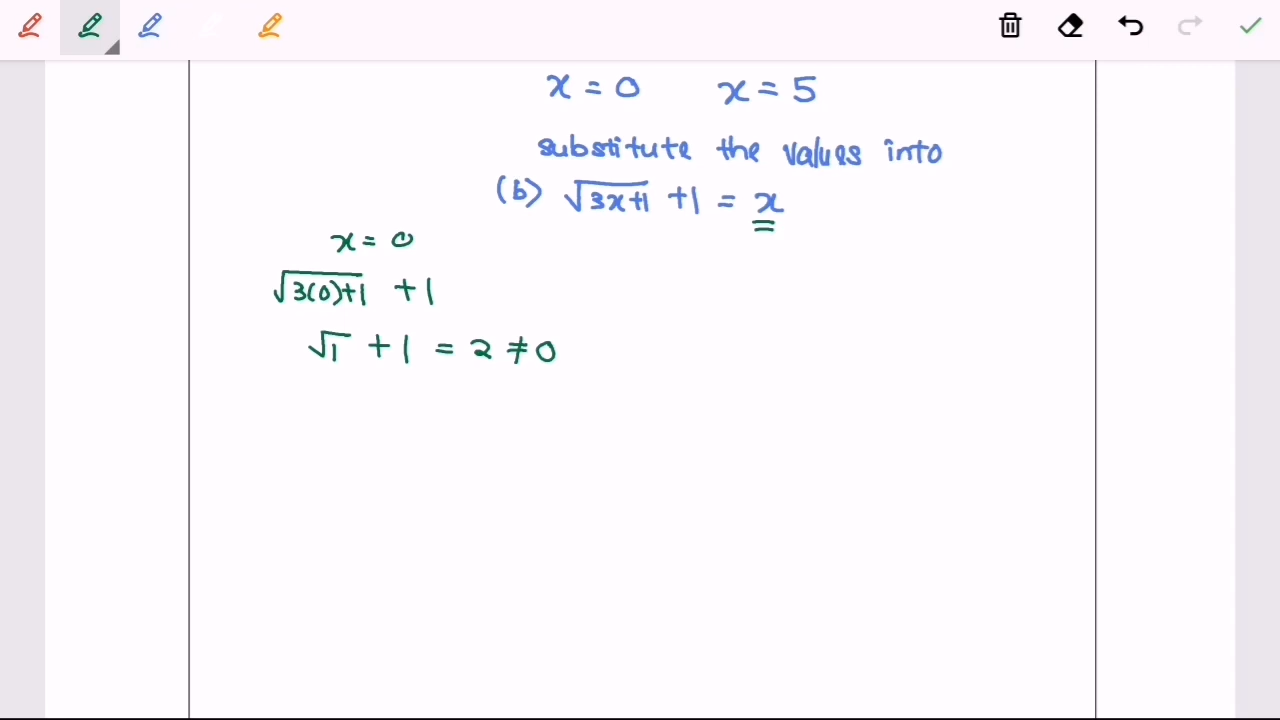 x = 0 x = 5
substitute the values into
(b) √3x+1 + 1 = x
x = 0
√3(0)+1 + 1
√1 + 1 = 2 ≠ 0